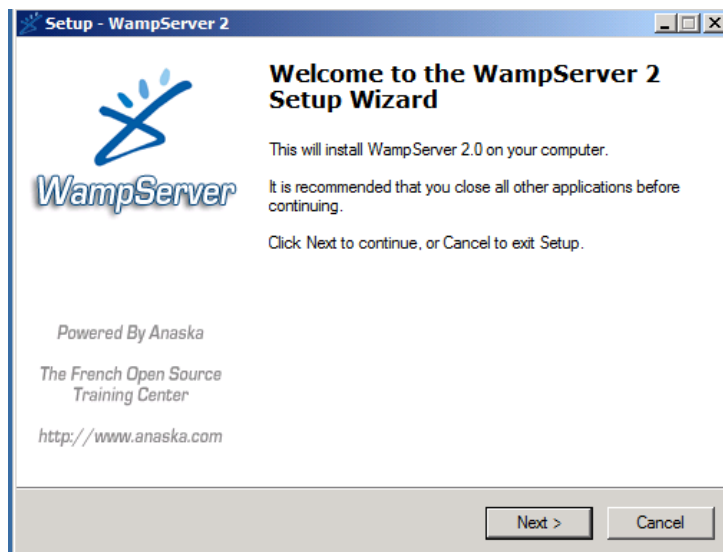 Setup - WampServer 2
Welcome to the WampServer 2
Setup Wizard
This will install WampServer 2.0 on your computer.
It is recommended that you close all other applications before
continuing.
Click Next to continue, or Cancel to exit Setup.
WampServer
Powered By Anaska
The French Open Source
Training Center
http://www.anaska.com
Next >
Cancel